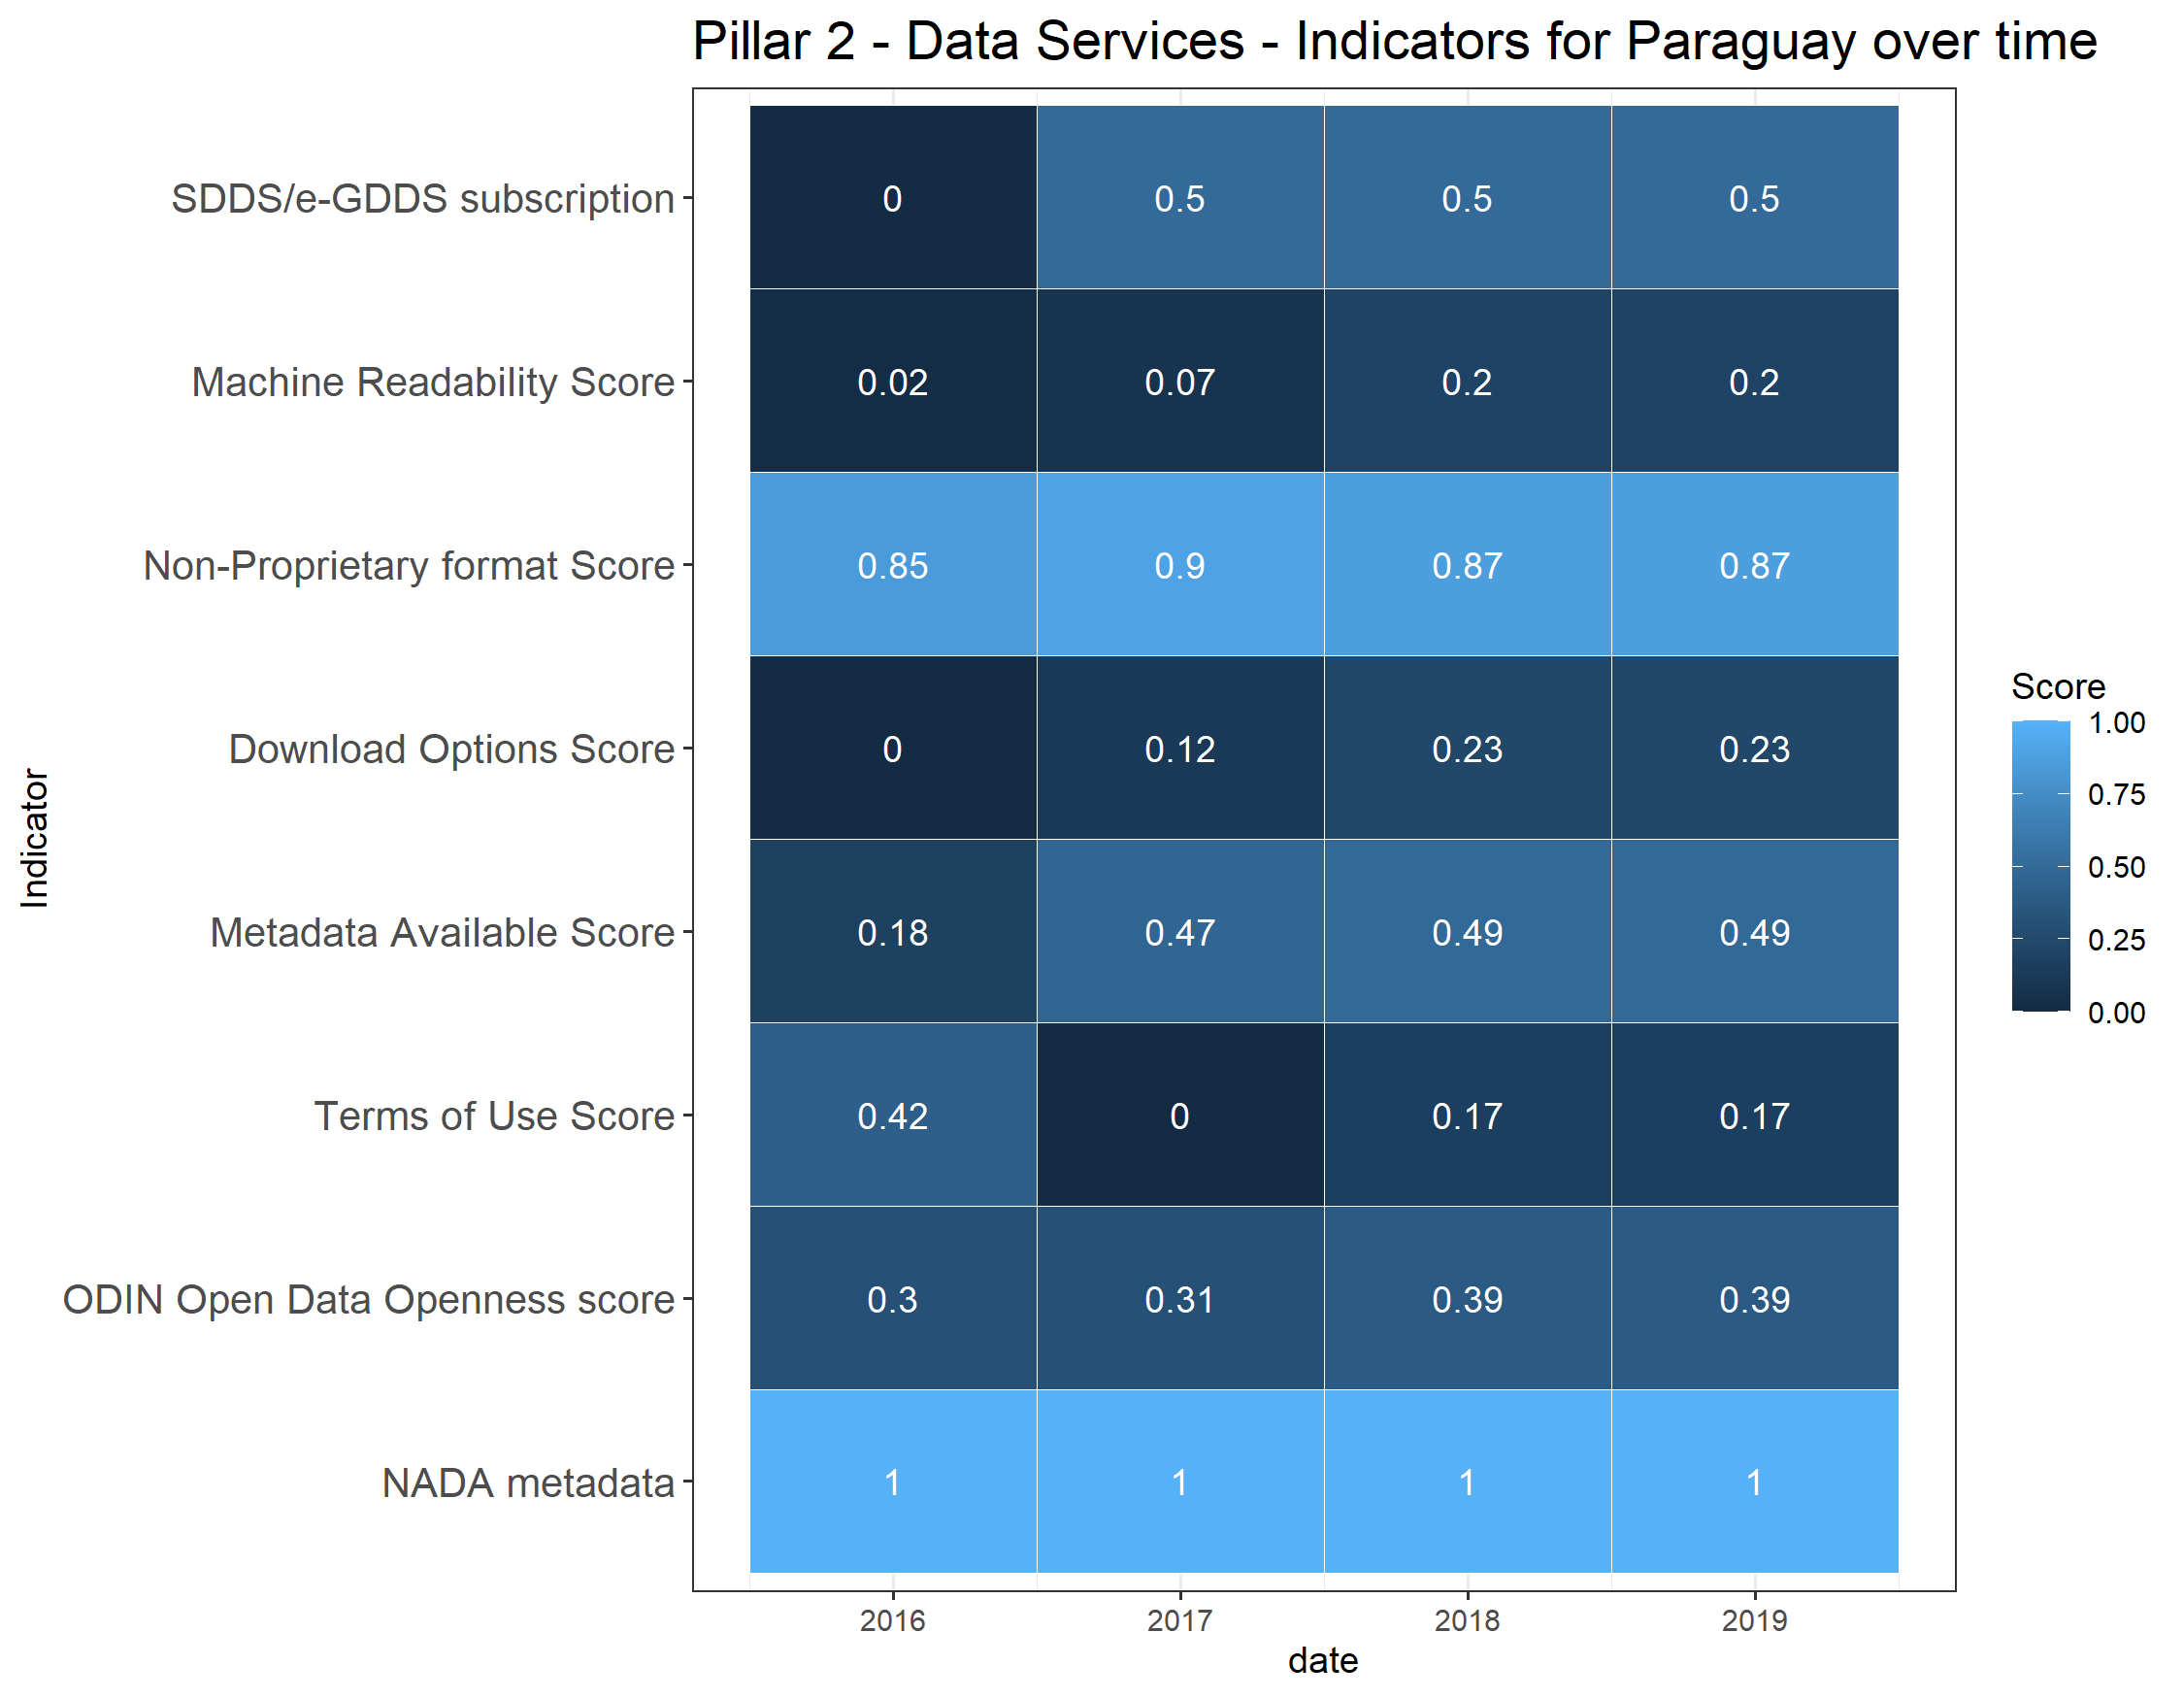 Pillar 2 - Data Services - Indicators for Paraguay over time
SDDS/e-GDDS subscription 0 0.5 0.5 0.5
Machine Readability Score 0.02 0.07 0.2 0.2
Non-Proprietary format Score 0.85 0.9 0.87 0.87
Download Options Score 0 0.12 0.23 0.23
Metadata Available Score 0.18 0.47 0.49 0.49
Terms of Use Score 0.42 0 0.17 0.17
ODIN Open Data Openness score 0.3 0.31 0.39 0.39
NADA metadata 1 1 1 1
2016 2017 2018 2019
date
Indicator
Score
1.00
0.75
0.50
0.25
0.00